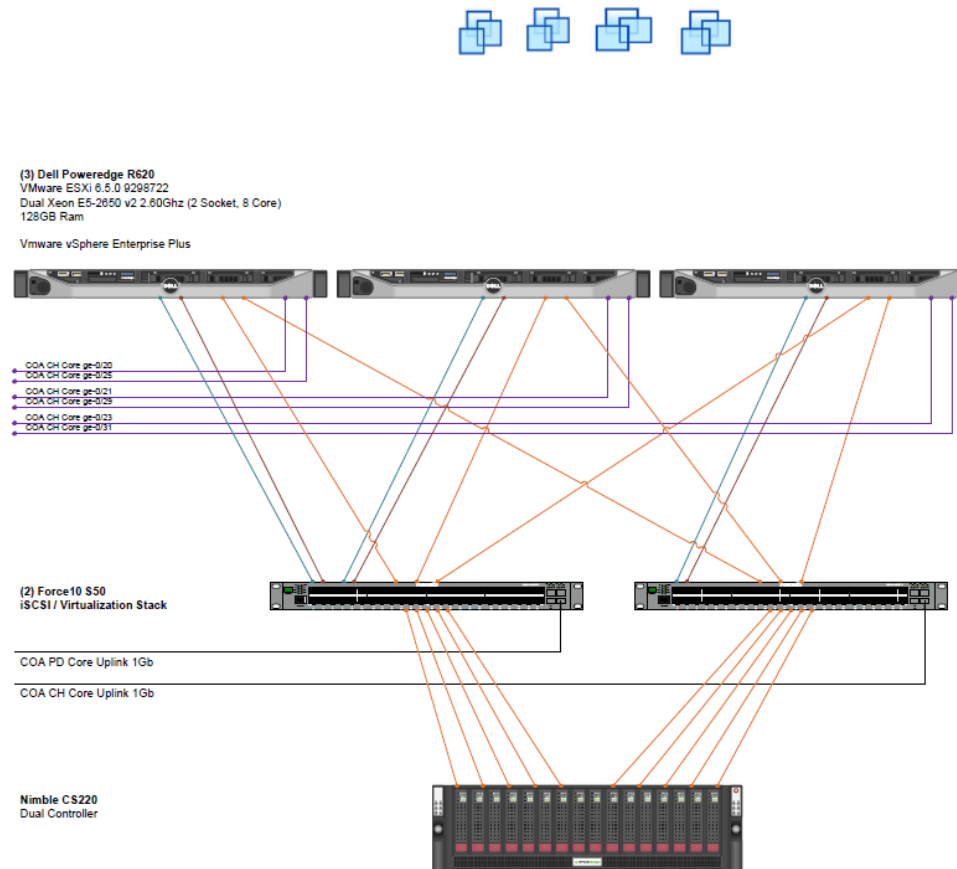 (3) Dell Poweredge R620
VMware ESXi 6.5.0 9298722
Dual Xeon E5-2650 v2 2.60Ghz (2 Socket, 8 Core)
128GB Ram
Vmware vSphere Enterprise Plus
DELL
DELL
DELL
COA CH Core ge-0/20
COA CH Core ge-0/25
COA CH Core ge-0/21
COA CH Core ge-0/29
COA CH Core ge-0/23
COA CH Core ge-0/31
(2) Force10 S50
iSCSI / Virtualization Stack
COA PD Core Uplink 1Gb
COA CH Core Uplink 1Gb
Nimble CS220
Dual Controller